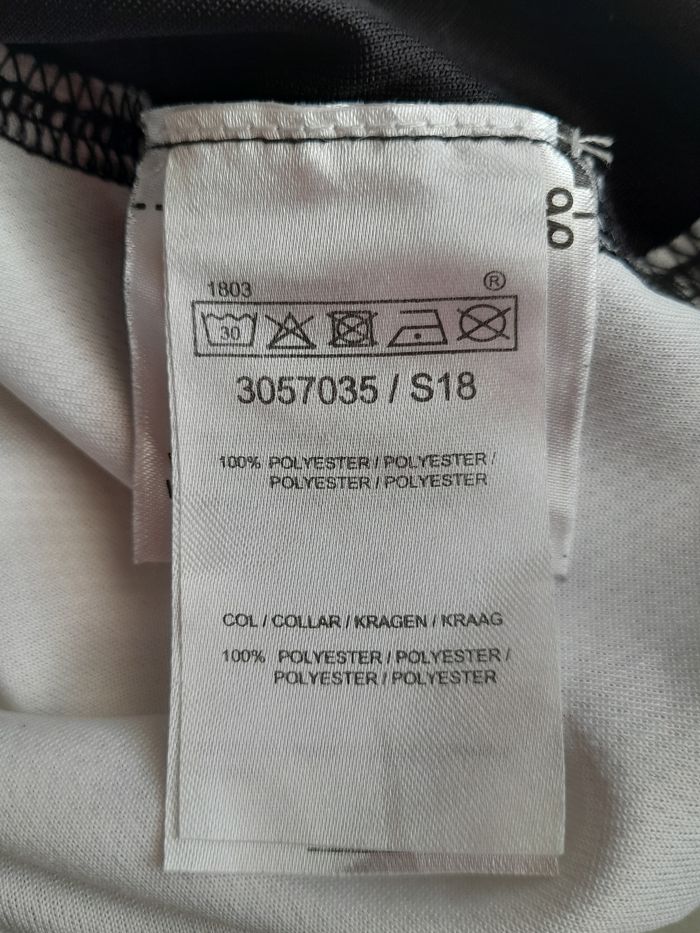 1803 ®
30
3057035 / S18
100% POLYESTER / POLYESTER /
POLYESTER / POLYESTER
COL / COLLAR / KRAGEN / KRAAG
100% POLYESTER / POLYESTER /
POLYESTER / POLYESTER